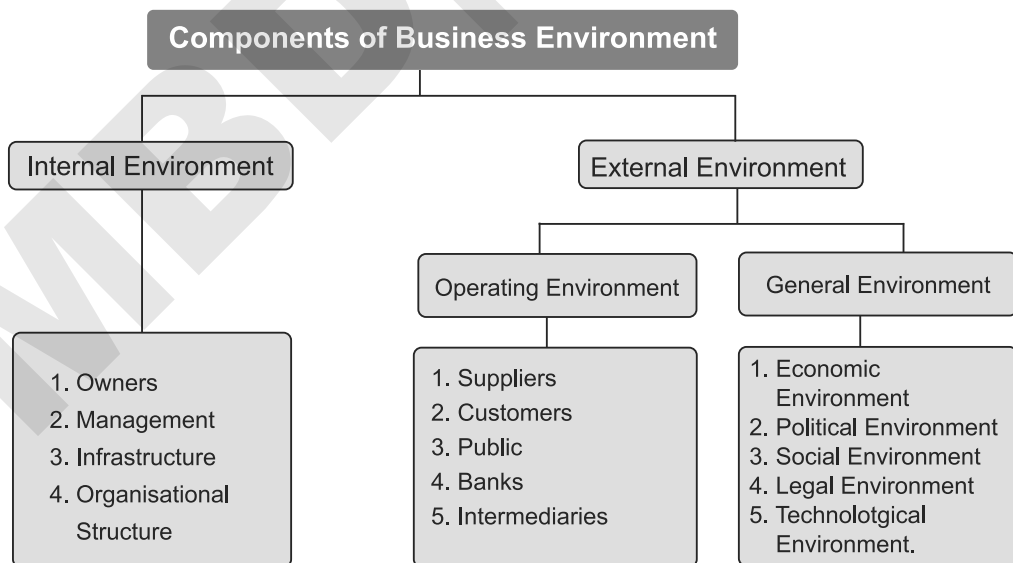 Components of Business Environment
Internal Environment
External Environment
Operating Environment
General Environment
1. Owners
2. Management
3. Infrastructure
4. Organisational
Structure
1. Suppliers
2. Customers
3. Public
4. Banks
5. Intermediaries
1. Economic
Environment
2. Political Environment
3. Social Environment
4. Legal Environment
5. Technolotgical
Environment.
MBD